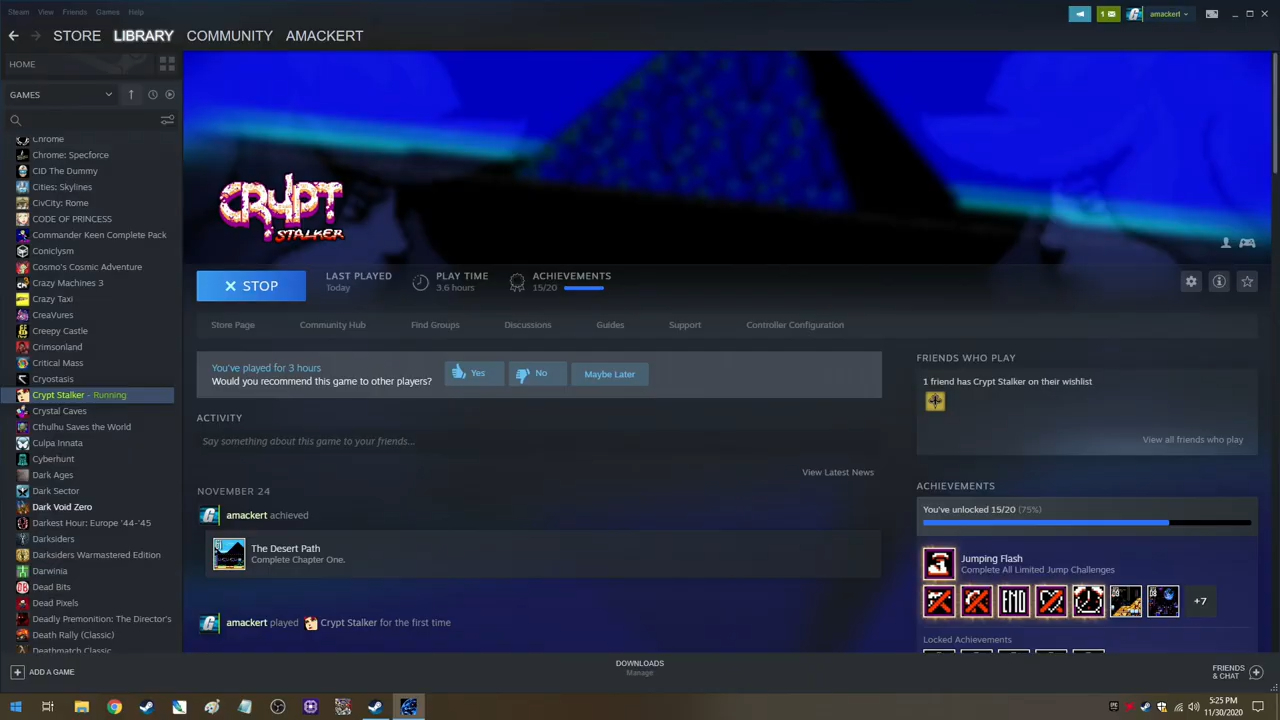 Steam View Friends Games Help
1
amackert
STORE LIBRARY COMMUNITY AMACKERT
HOME
GAMES
Chrome
Chrome: Specforce
CID The Dummy
Cities: Skylines
CivCity: Rome
CODE OF PRINCESS
Commander Keen Complete Pack
Coniclysm
Cosmo's Cosmic Adventure
Crazy Machines 3
Crazy Taxi
CreaVures
Creepy Castle
Crimsonland
Critical Mass
Cryostasis
Crypt Stalker - Running
Crystal Caves
Cthulhu Saves the World
Culpa Innata
Cyberhunt
Dark Ages
Dark Sector
Dark Void Zero
Darkest Hour: Europe '44-'45
Darksiders
Darksiders Warmastered Edition
Darwinia
Dead Bits
Dead Pixels
Deadly Premonition: The Director's
Death Rally (Classic)
Deathmatch Classic
ADD A GAME
CRYPT
STALKER
STOP
LAST PLAYED
Today
PLAY TIME
3.6 hours
ACHIEVEMENTS
15/20
Store Page Community Hub Find Groups Discussions Guides Support Controller Configuration
You've played for 3 hours
Would you recommend this game to other players?
Yes No Maybe Later
ACTIVITY
Say something about this game to your friends...
View Latest News
NOVEMBER 24
amackert achieved
The Desert Path
Complete Chapter One.
amackert played Crypt Stalker for the first time
FRIENDS WHO PLAY
1 friend has Crypt Stalker on their wishlist
View all friends who play
ACHIEVEMENTS
You've unlocked 15/20 (75%)
Jumping Flash
Complete All Limited Jump Challenges
END
+7
Locked Achievements
DOWNLOADS
Manage
FRIENDS
& CHAT
5:25 PM
11/30/2020